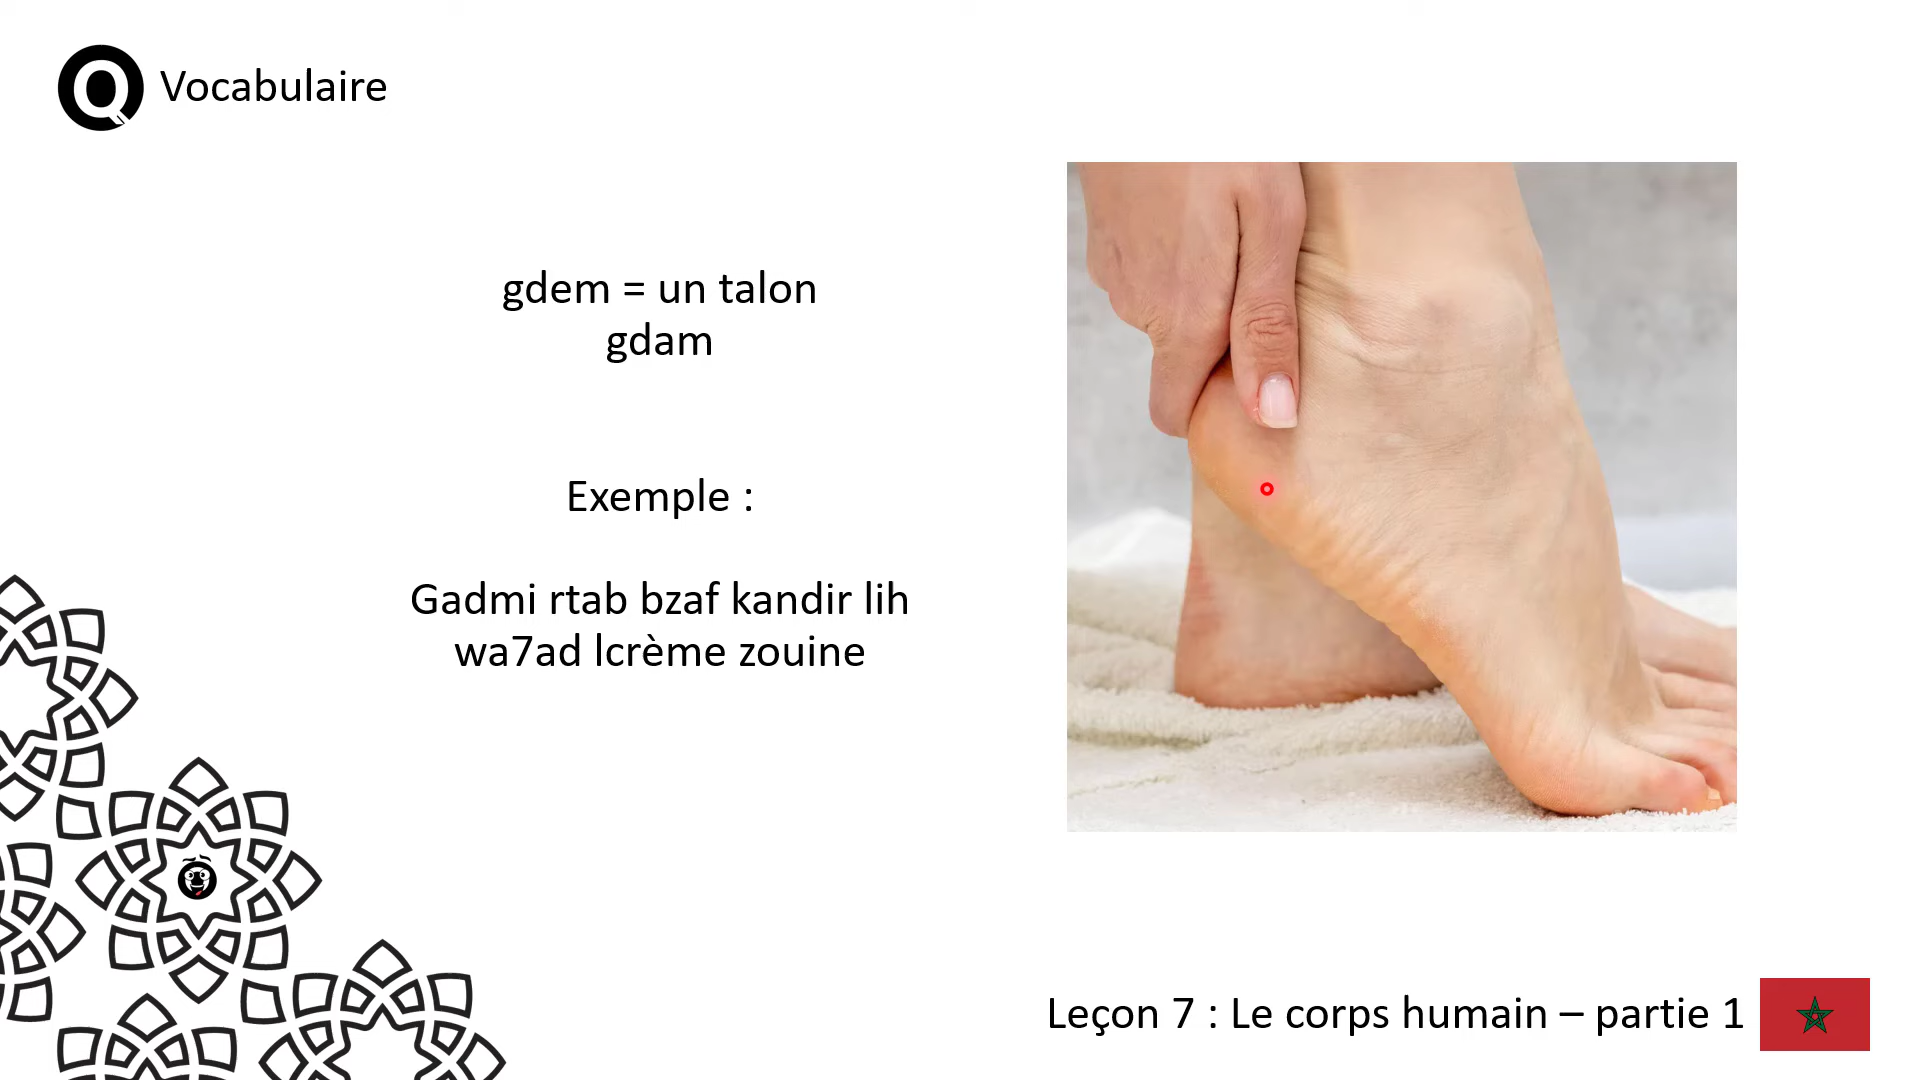 Q Vocabulaire
gdem = un talon
gdam
Exemple :
Gadmi rtab bzaf kandir lih
wa7ad lcrème zouine
Leçon 7 : Le corps humain – partie 1